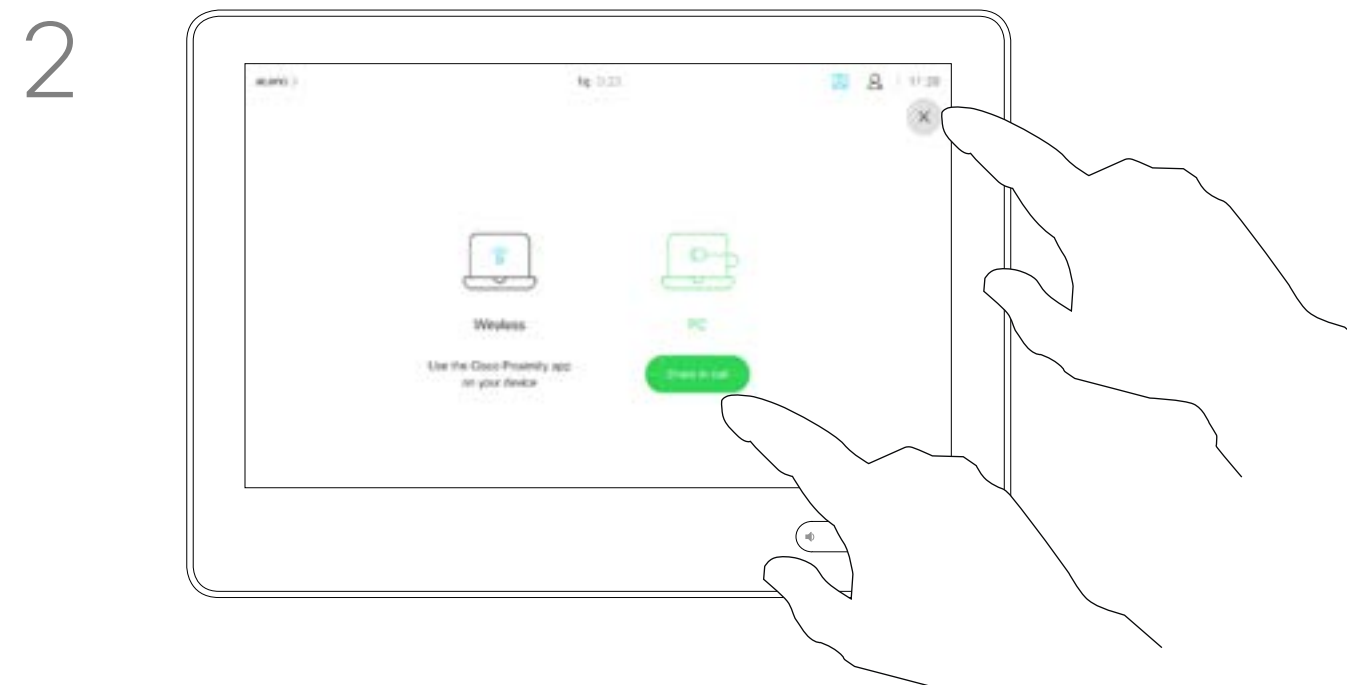 2
Wireless
PC
Use the Cisco Proximity app
on your device
Share in call